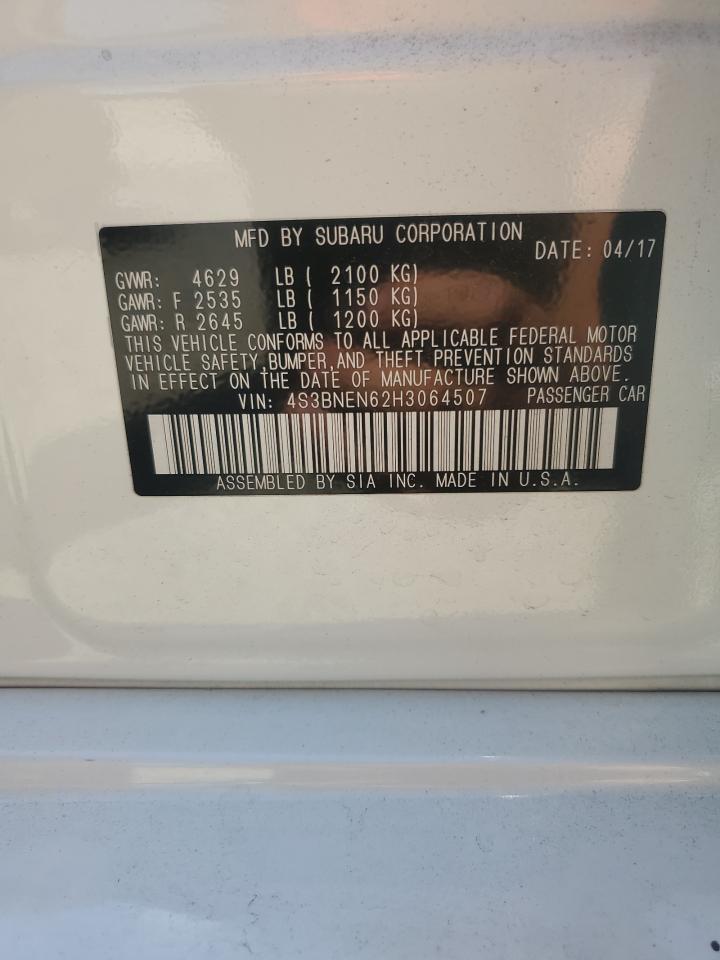 MFD BY SUBARU CORPORATION
DATE: 04/17
GVWR: 4629 LB ( 2100 KG)
GAWR: F 2535 LB ( 1150 KG)
GAWR: R 2645 LB ( 1200 KG)
THIS VEHICLE CONFORMS TO ALL APPLICABLE FEDERAL MOTOR
VEHICLE SAFETY,BUMPER,AND THEFT PREVENTION STANDARDS
IN EFFECT ON THE DATE OF MANUFACTURE SHOWN ABOVE.
VIN: 4S3BNEN62H3064507 PASSENGER CAR
ASSEMBLED BY SIA INC. MADE IN U.S.A.